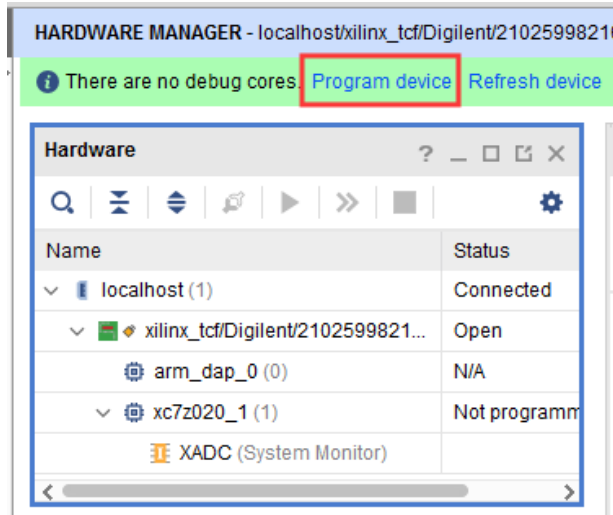 HARDWARE MANAGER - localhost/xilinx_tcf/Digilent/2102599821
There are no debug cores. Program device Refresh device
Hardware
Name Status
localhost (1) Connected
xilinx_tcf/Digilent/2102599821... Open
arm_dap_0 (0) N/A
xc7z020_1 (1) Not programm
XADC (System Monitor)